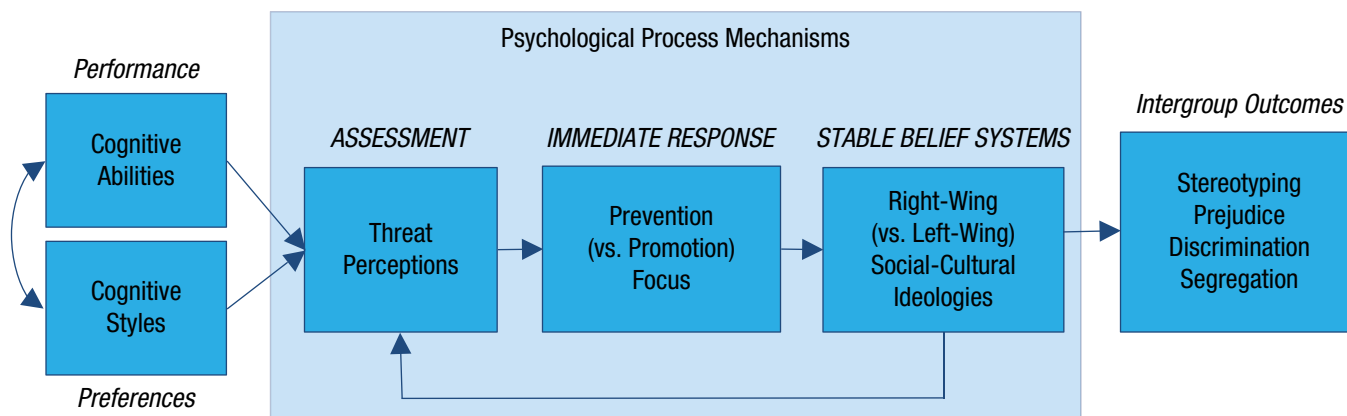 Psychological Process Mechanisms
Performance
Cognitive
Abilities
Cognitive
Styles
Preferences
ASSESSMENT
Threat
Perceptions
IMMEDIATE RESPONSE
Prevention
(vs. Promotion)
Focus
STABLE BELIEF SYSTEMS
Right-Wing
(vs. Left-Wing)
Social-Cultural
Ideologies
Intergroup Outcomes
Stereotyping
Prejudice
Discrimination
Segregation